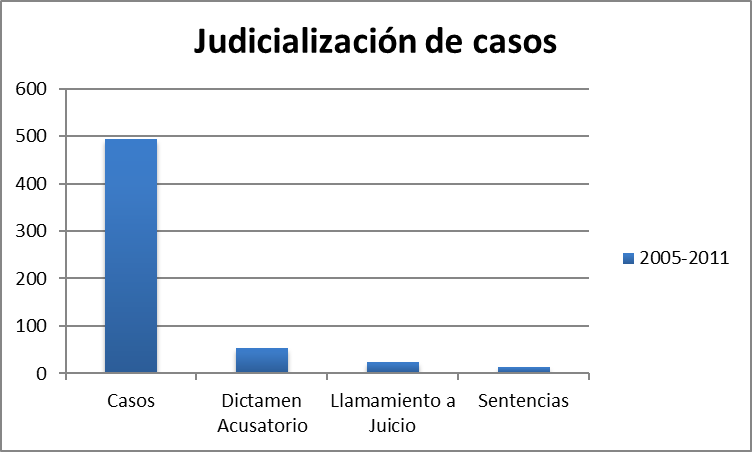 Judicialización de casos
600
500
400
300
200
100
0
Casos
Dictamen
Acusatorio
Llamamiento a
Juicio
Sentencias
2005-2011